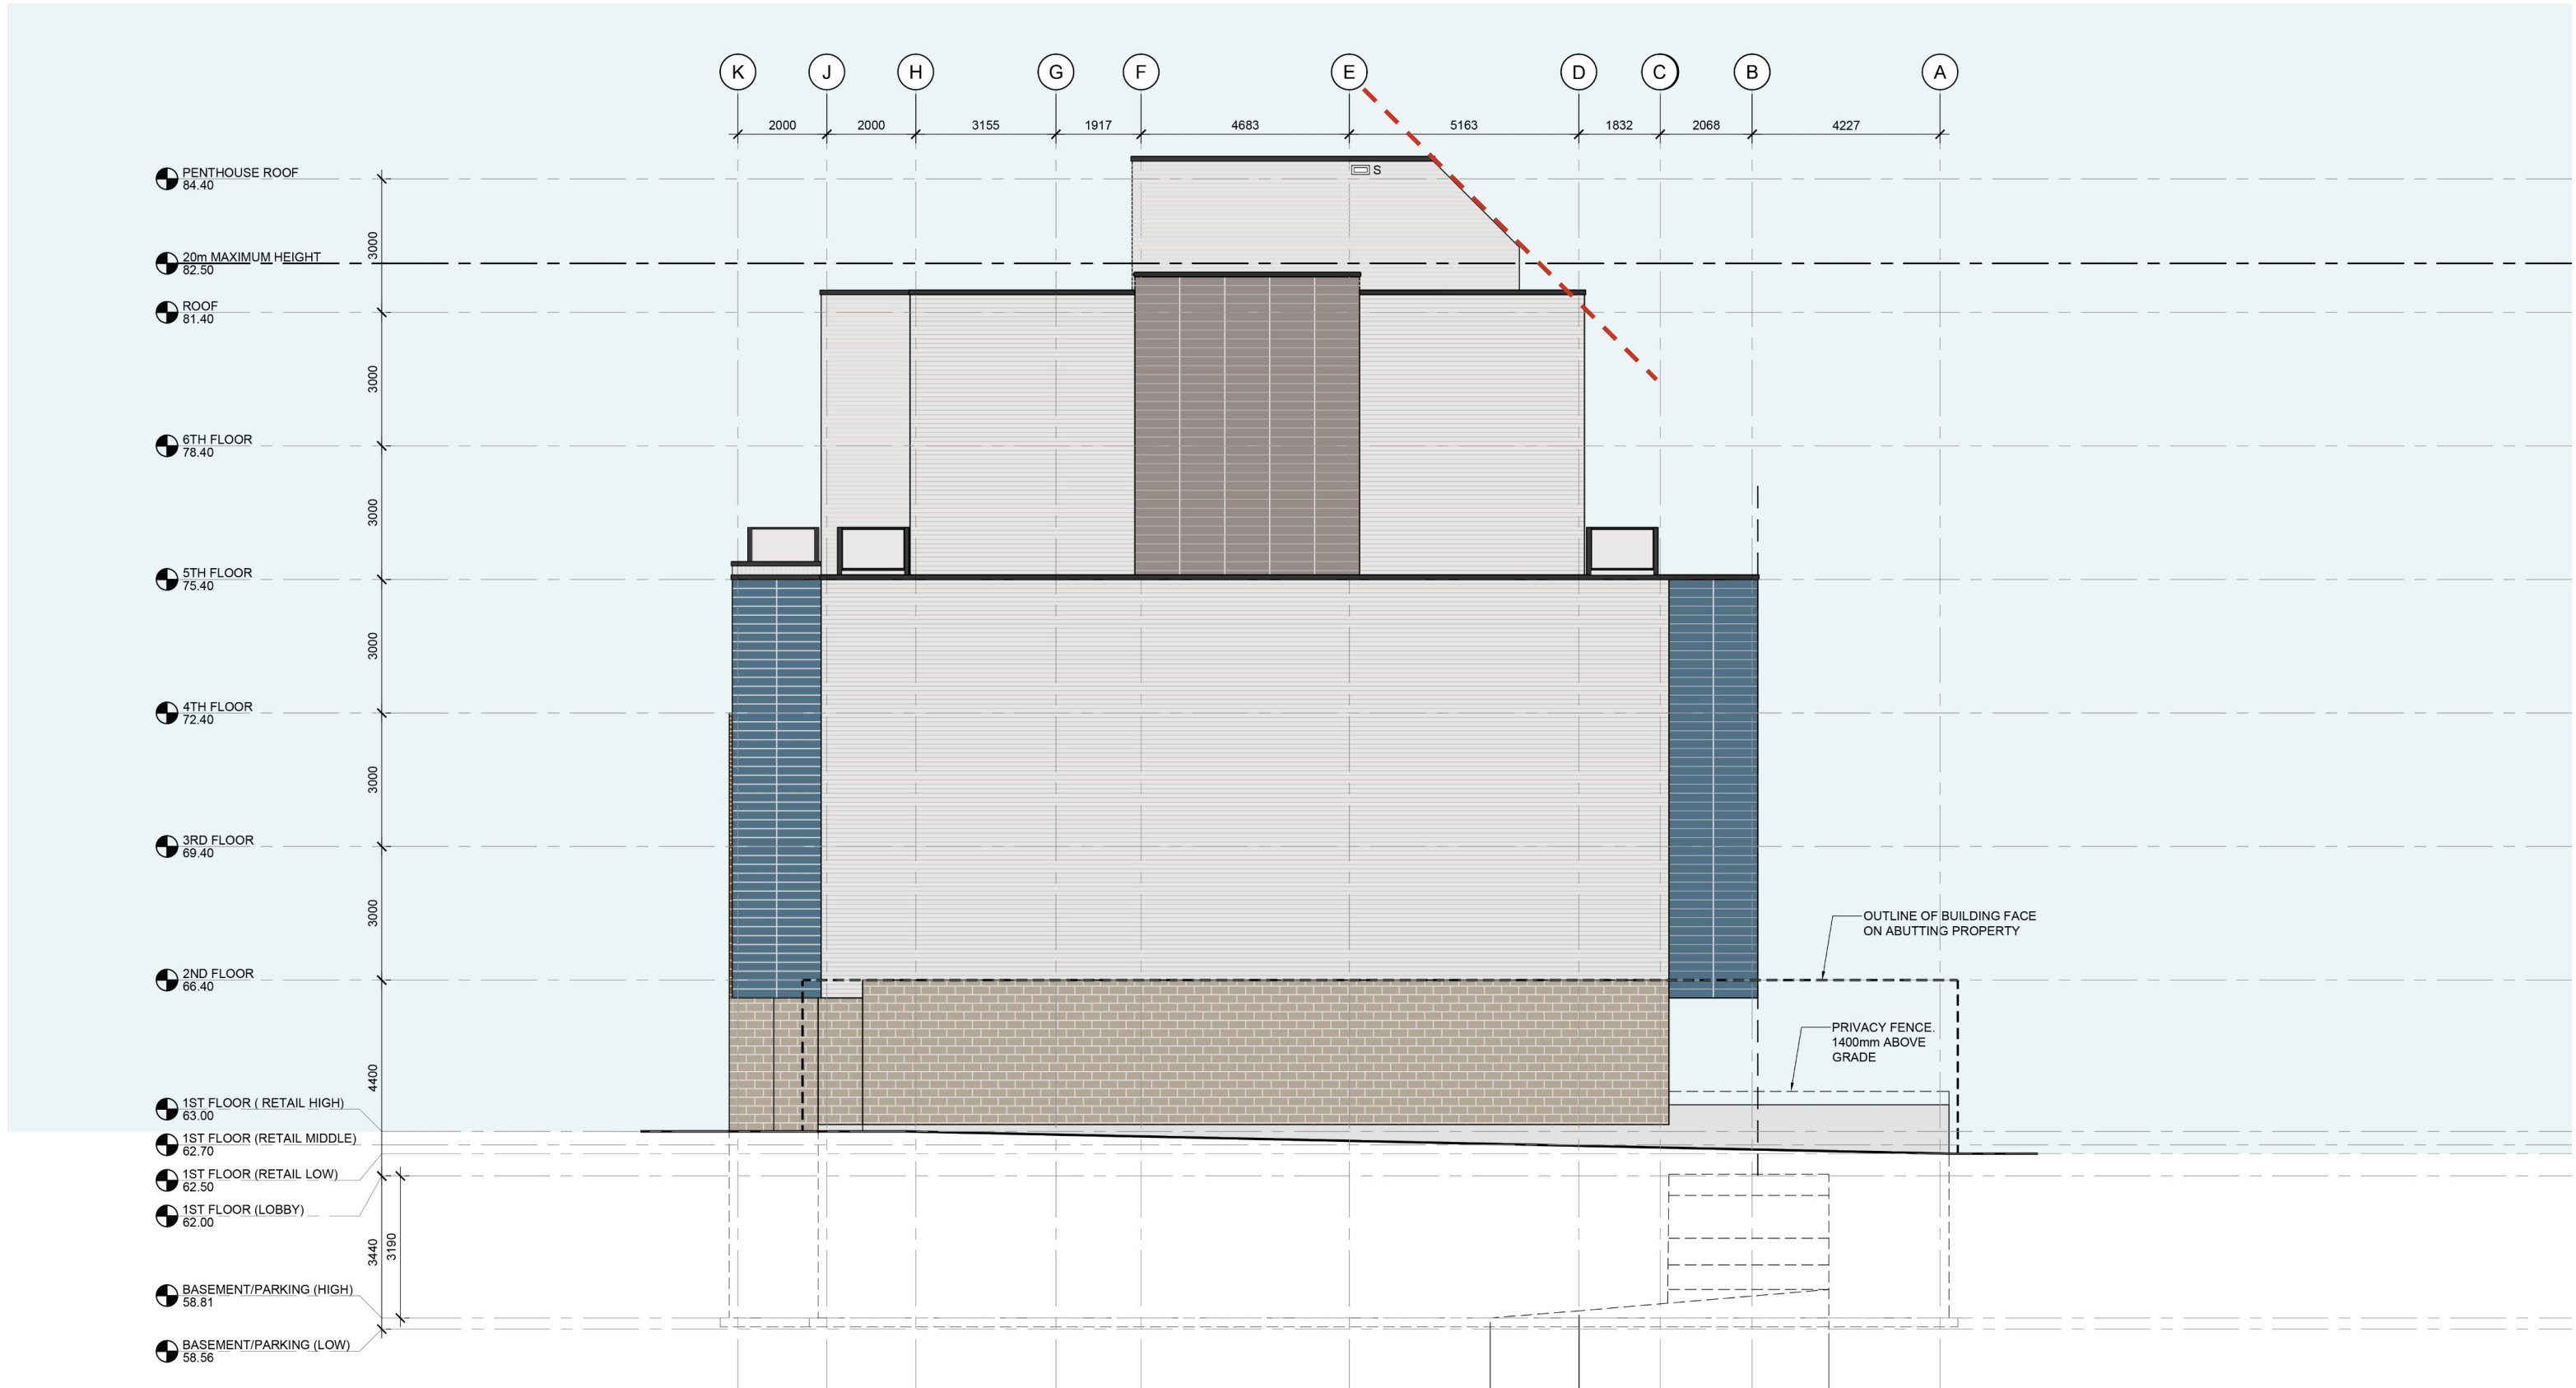 K J H G F E D C B A
2000 2000 3155 1917 4683 5163 1832 2068 4227
PENTHOUSE ROOF
84.40
S
3000
20m MAXIMUM HEIGHT
82.50
ROOF
81.40
3000
6TH FLOOR
78.40
3000
5TH FLOOR
75.40
3000
4TH FLOOR
72.40
3000
3RD FLOOR
69.40
3000
2ND FLOOR
66.40
OUTLINE OF BUILDING FACE
ON ABUTTING PROPERTY
PRIVACY FENCE.
1400mm ABOVE
GRADE
4400
1ST FLOOR ( RETAIL HIGH)
63.00
1ST FLOOR (RETAIL MIDDLE)
62.70
1ST FLOOR (RETAIL LOW)
62.50
1ST FLOOR (LOBBY)
62.00
3440
3190
BASEMENT/PARKING (HIGH)
58.81
BASEMENT/PARKING (LOW)
58.56